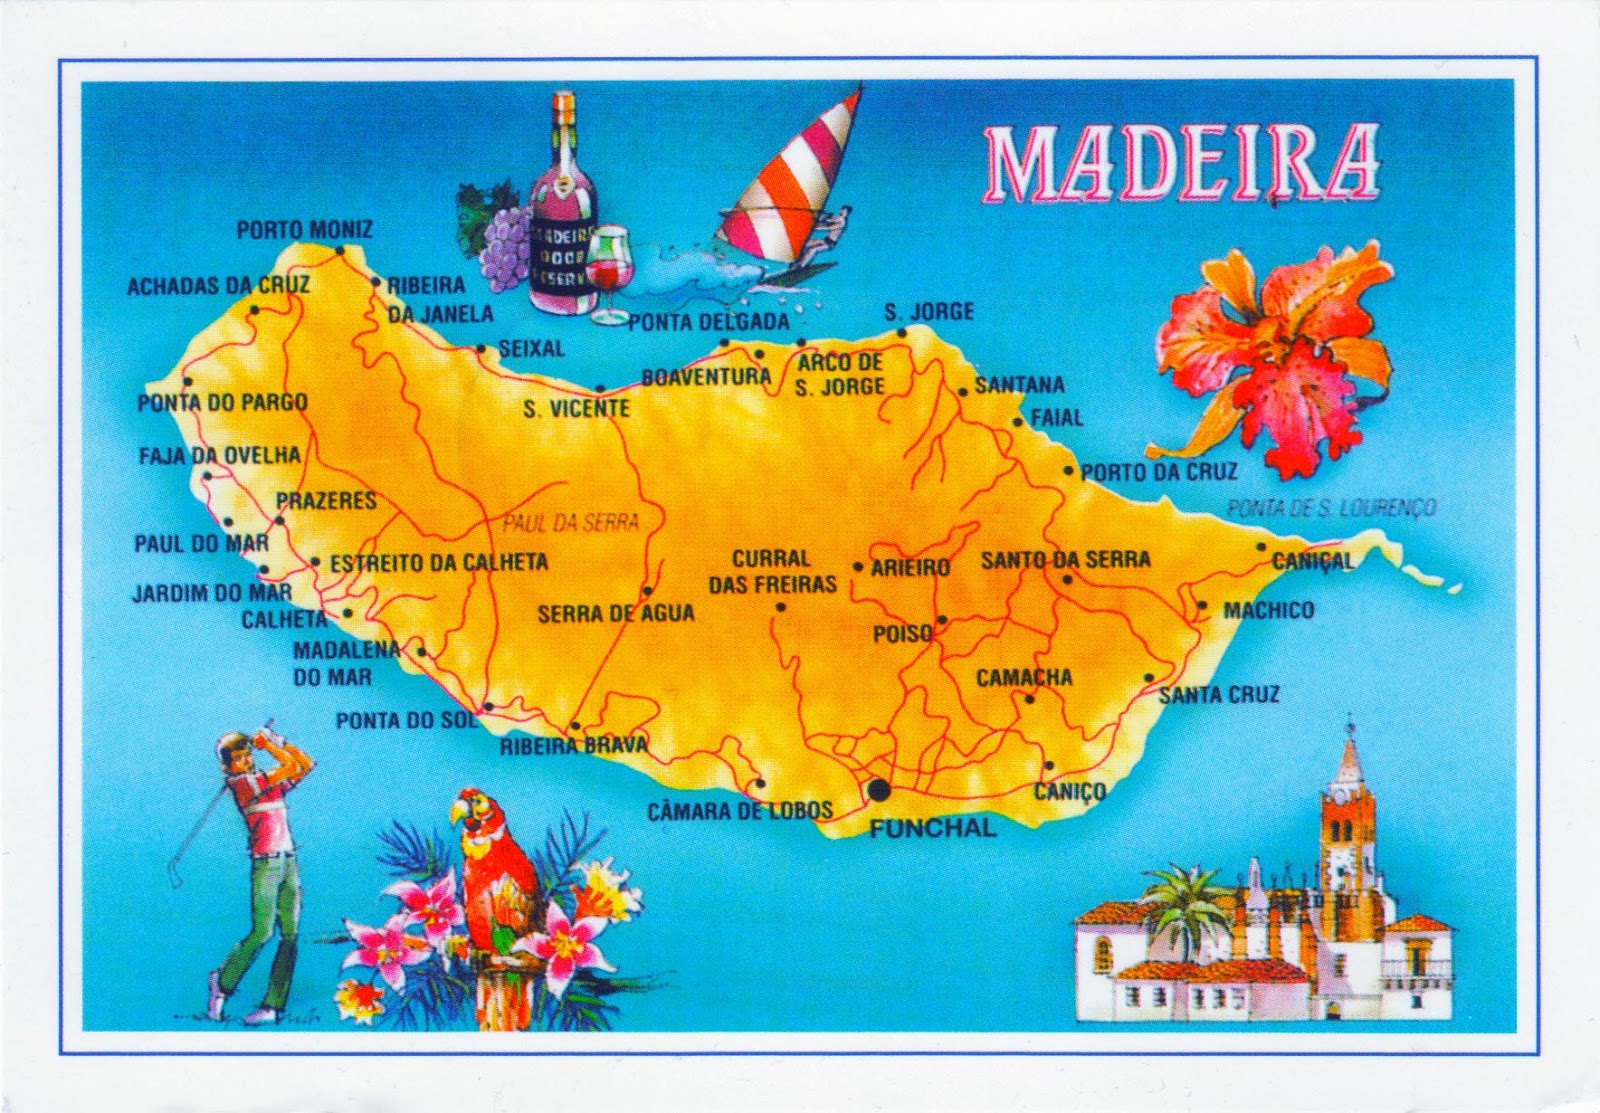 MADEIRA
MADEIR
DOCE
RESERV
PORTO MONIZ
ACHADAS DA CRUZ
RIBEIRA
DA JANELA
SEIXAL
PONTA DELGADA
S. JORGE
BOAVENTURA
ARCO DE
S. JORGE
SANTANA
PONTA DO PARGO
S. VICENTE
FAIAL
FAJA DA OVELHA
PORTO DA CRUZ
PRAZERES
PONTA DE S. LOURENÇO
PAUL DA SERRA
PAUL DO MAR
ESTREITO DA CALHETA
CURRAL
DAS FREIRAS
ARIEIRO
SANTO DA SERRA
CANIÇAL
JARDIM DO MAR
CALHETA
SERRA DE AGUA
POISO
MACHICO
MADALENA
DO MAR
CAMACHA
SANTA CRUZ
PONTA DO SOL
RIBEIRA BRAVA
CANIÇO
CÂMARA DE LOBOS
FUNCHAL